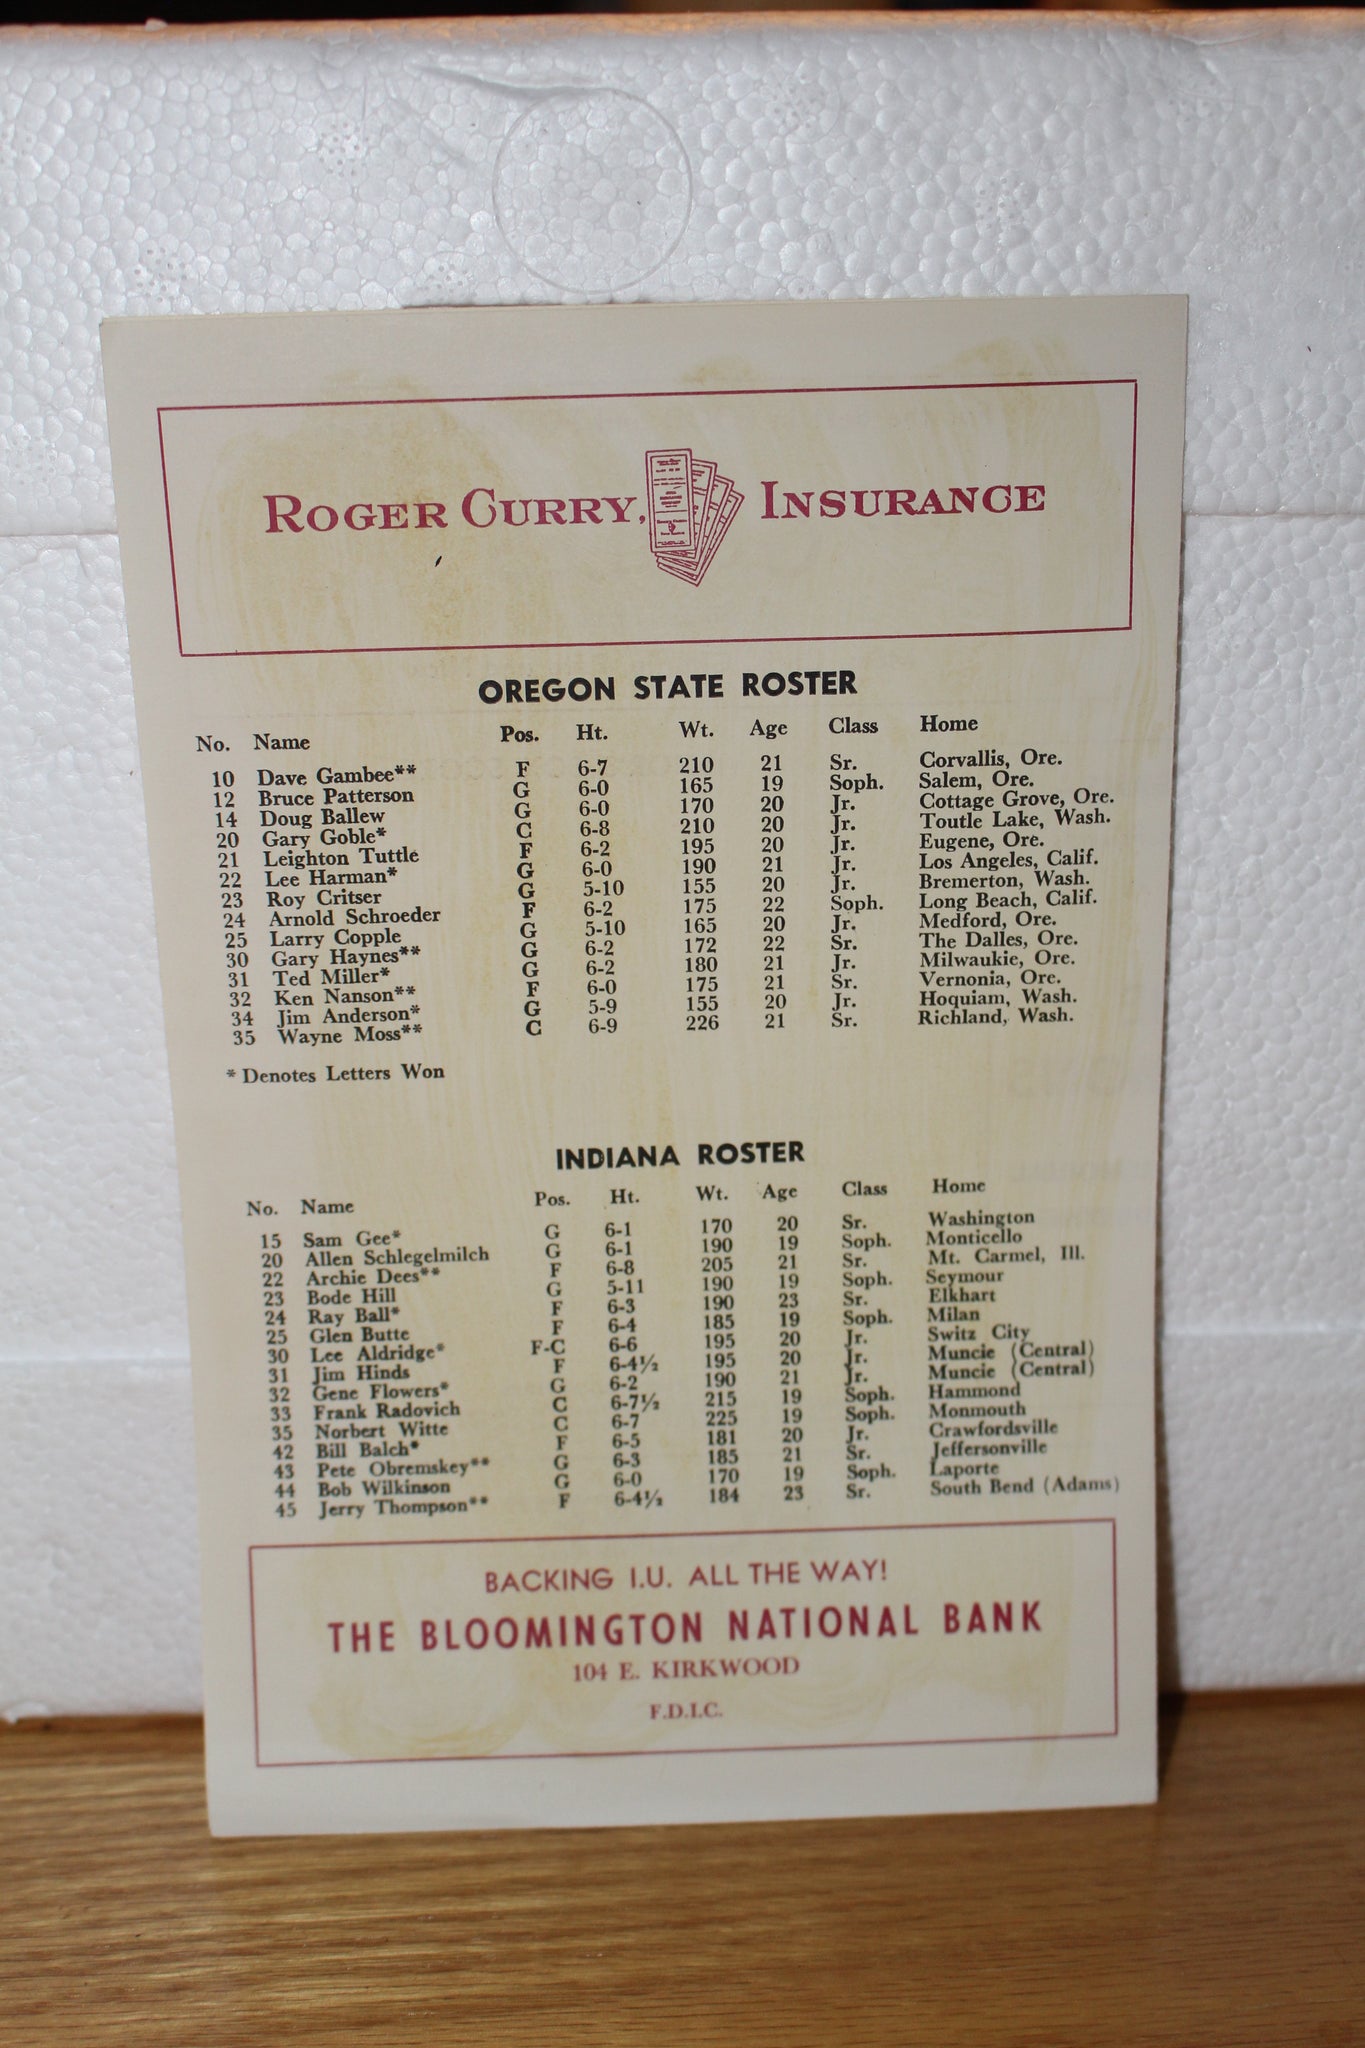 ROGER CURRY, INSURANCE
OREGON STATE ROSTER
No. Name Pos. Ht. Wt. Age Class Home
10 Dave Gambee** F 6-7 210 21 Sr. Corvallis, Ore.
12 Bruce Patterson G 6-0 165 19 Soph. Salem, Ore.
14 Doug Ballew G 6-0 170 20 Jr. Cottage Grove, Ore.
20 Gary Goble* C 6-8 210 20 Jr. Toutle Lake, Wash.
21 Leighton Tuttle F 6-2 195 20 Jr. Eugene, Ore.
22 Lee Harman* G 6-0 190 21 Jr. Los Angeles, Calif.
23 Roy Critser G 5-10 155 20 Jr. Bremerton, Wash.
24 Arnold Schroeder F 6-2 175 22 Soph. Long Beach, Calif.
25 Larry Copple G 5-10 165 20 Jr. Medford, Ore.
30 Gary Haynes** G 6-2 172 22 Sr. The Dalles, Ore.
31 Ted Miller* G 6-2 180 21 Jr. Milwaukie, Ore.
32 Ken Nanson** F 6-0 175 21 Sr. Vernonia, Ore.
34 Jim Anderson* G 5-9 155 20 Jr. Hoquiam, Wash.
35 Wayne Moss** C 6-9 226 21 Sr. Richland, Wash.
* Denotes Letters Won
INDIANA ROSTER
No. Name Pos. Ht. Wt. Age Class Home
15 Sam Gee* G 6-1 170 20 Sr. Washington
20 Allen Schlegelmilch G 6-1 190 19 Soph. Monticello
22 Archie Dees** F 6-8 205 21 Sr. Mt. Carmel, Ill.
23 Bode Hill G 5-11 190 19 Soph. Seymour
24 Ray Ball* F 6-3 190 23 Sr. Elkhart
25 Glen Butte F 6-4 185 19 Soph. Milan
30 Lee Aldridge* F-C 6-6 195 20 Jr. Switz City
31 Jim Hinds F 6-4½ 195 20 Jr. Muncie (Central)
32 Gene Flowers* G 6-2 190 21 Jr. Muncie (Central)
33 Frank Radovich C 6-7½ 215 19 Soph. Hammond
35 Norbert Witte C 6-7 225 19 Soph. Monmouth
42 Bill Balch* F 6-5 181 20 Jr. Crawfordsville
43 Pete Obremskey** G 6-3 185 21 Sr. Jeffersonville
44 Bob Wilkinson G 6-0 170 19 Soph. Laporte
45 Jerry Thompson** F 6-4½ 184 23 Sr. South Bend (Adams)
BACKING I.U. ALL THE WAY!
THE BLOOMINGTON NATIONAL BANK
104 E. KIRKWOOD
F.D.I.C.